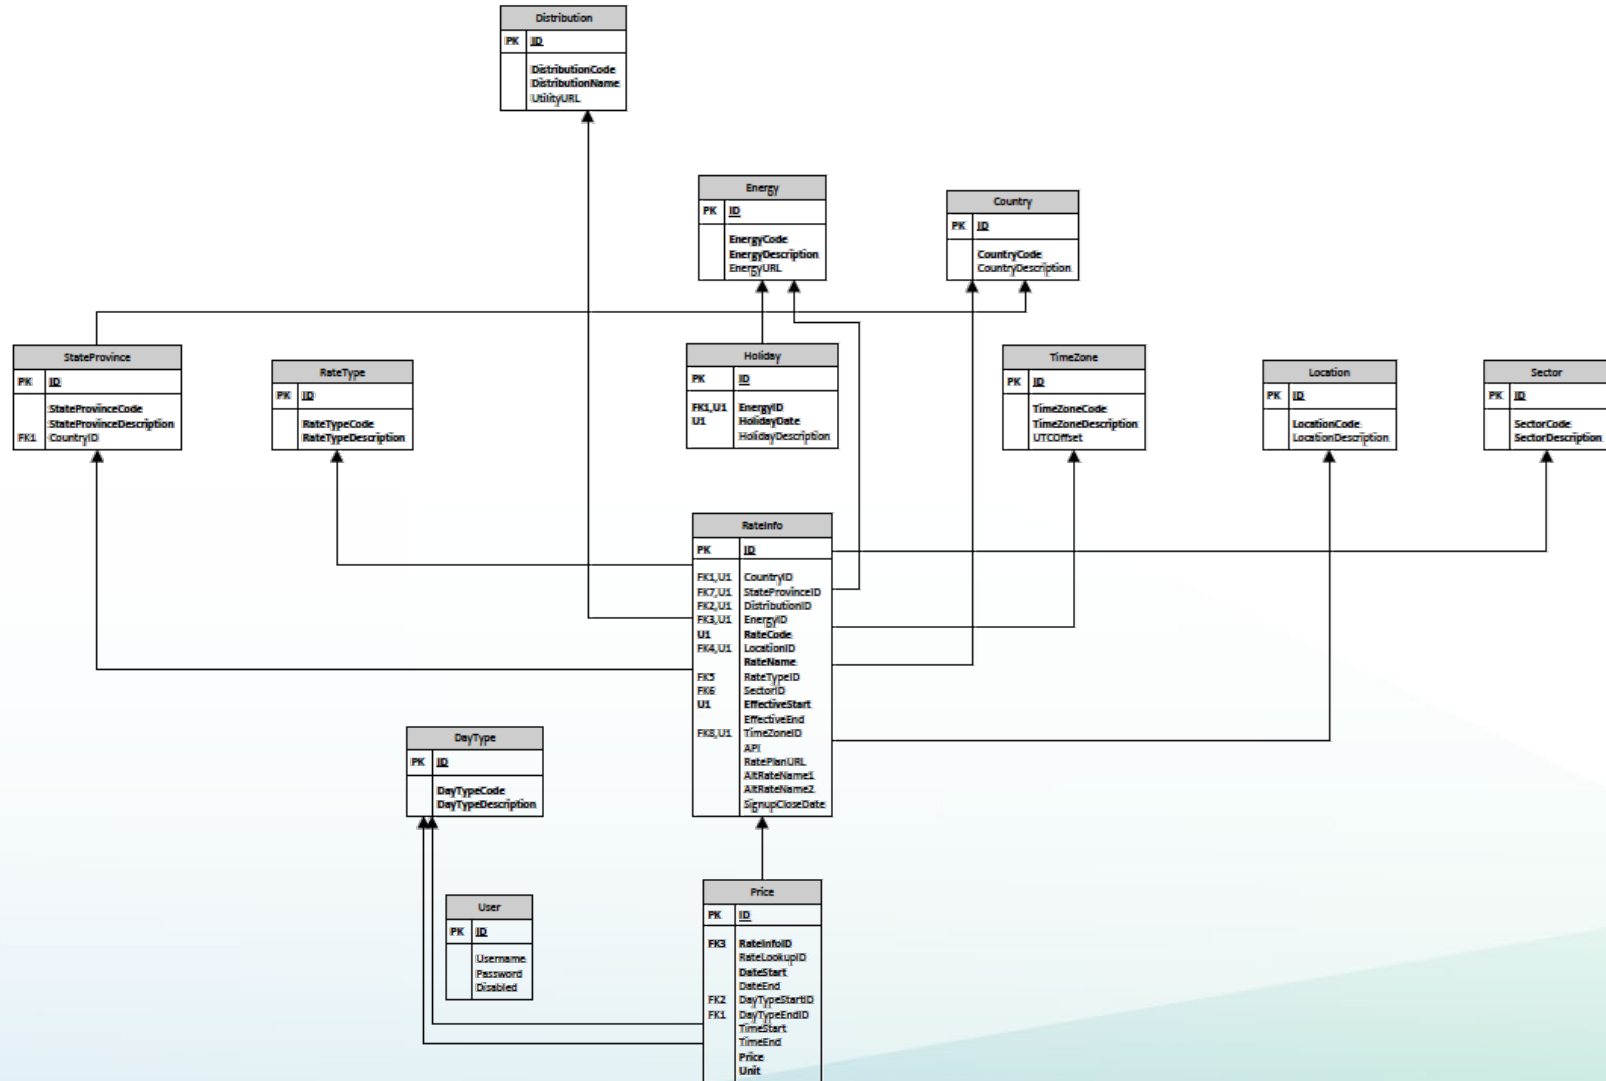 Distribution
PK ID
DistributionCode
DistributionName
UtilityURL
Energy
PK ID
EnergyCode
EnergyDescription
EnergyURL
Country
PK ID
CountryCode
CountryDescription
StateProvince
PK ID
StateProvinceCode
StateProvinceDescription
FK1 CountryID
RateType
PK ID
RateTypeCode
RateTypeDescription
Holiday
PK ID
FK1,U1 EnergyID
U1 HolidayDate
HolidayDescription
TimeZone
PK ID
TimeZoneCode
TimeZoneDescription
UTCOffset
Location
PK ID
LocationCode
LocationDescription
Sector
PK ID
SectorCode
SectorDescription
RateInfo
PK ID
FK1,U1 CountryID
FK7,U1 StateProvinceID
FK2,U1 DistributionID
FK3,U1 EnergyID
U1 RateCode
FK4,U1 LocationID
RateName
FK5 RateTypeID
FK6 SectorID
U1 EffectiveStart
EffectiveEnd
FK8,U1 TimeZoneID
API
RatePlanURL
AltRateName1
AltRateName2
SignupCloseDate
DayType
PK ID
DayTypeCode
DayTypeDescription
User
PK ID
Username
Password
Disabled
Price
PK ID
FK3 RateInfoID
RateLookupID
DateStart
DateEnd
FK2 DayTypeStartID
FK1 DayTypeEndID
TimeStart
TimeEnd
Price
Unit